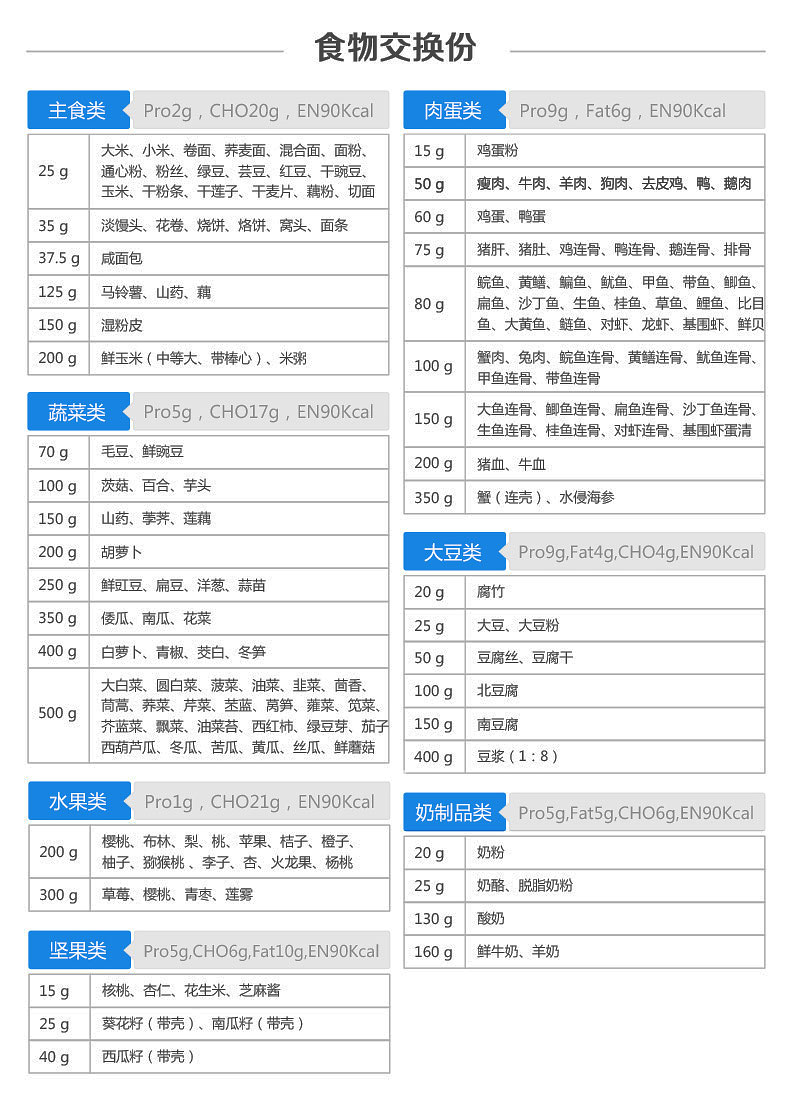 食物交换份
主食类
Pro2g，CHO20g，EN90Kcal
25 g
大米、小米、卷面、荞麦面、混合面、面粉、
通心粉、粉丝、绿豆、芸豆、红豆、干豌豆、
玉米、干粉条、干莲子、干麦片、藕粉、切面
35 g
淡馒头、花卷、烧饼、烙饼、窝头、面条
37.5 g
咸面包
125 g
马铃薯、山药、藕
150 g
湿粉皮
200 g
鲜玉米（中等大、带棒心）、米粥
蔬菜类
Pro5g，CHO17g，EN90Kcal
70 g
毛豆、鲜豌豆
100 g
茨菇、百合、芋头
150 g
山药、荸荠、莲藕
200 g
胡萝卜
250 g
鲜豇豆、扁豆、洋葱、蒜苗
350 g
倭瓜、南瓜、花菜
400 g
白萝卜、青椒、茭白、冬笋
500 g
大白菜、圆白菜、菠菜、油菜、韭菜、茴香、
茼蒿、荞菜、芹菜、苤蓝、莴笋、蕹菜、笕菜、
芥蓝菜、瓢菜、油菜苔、西红柿、绿豆芽、茄子
西葫芦瓜、冬瓜、苦瓜、黄瓜、丝瓜、鲜蘑菇
水果类
Pro1g，CHO21g，EN90Kcal
200 g
樱桃、布林、梨、桃、苹果、桔子、橙子、
柚子、猕猴桃 、李子、杏、火龙果、杨桃
300 g
草莓、樱桃、青枣、莲雾
坚果类
Pro5g,CHO6g,Fat10g,EN90Kcal
15 g
核桃、杏仁、花生米、芝麻酱
25 g
葵花籽（带壳）、南瓜籽（带壳）
40 g
西瓜籽（带壳）
肉蛋类
Pro9g，Fat6g，EN90Kcal
15 g
鸡蛋粉
50 g
瘦肉、牛肉、羊肉、狗肉、去皮鸡、鸭、鹅肉
60 g
鸡蛋、鸭蛋
75 g
猪肝、猪肚、鸡连骨、鸭连骨、鹅连骨、排骨
80 g
鲩鱼、黄鳝、鳊鱼、鱿鱼、甲鱼、带鱼、鲫鱼、
扁鱼、沙丁鱼、生鱼、桂鱼、草鱼、鲤鱼、比目
鱼、大黄鱼、鲢鱼、对虾、龙虾、基围虾、鲜贝
100 g
蟹肉、兔肉、鲩鱼连骨、黄鳝连骨、鱿鱼连骨、
甲鱼连骨、带鱼连骨
150 g
大鱼连骨、鲫鱼连骨、扁鱼连骨、沙丁鱼连骨、
生鱼连骨、桂鱼连骨、对虾连骨、基围虾蛋清
200 g
猪血、牛血
350 g
蟹（连壳）、水侵海参
大豆类
Pro9g,Fat4g,CHO4g,EN90Kcal
20 g
腐竹
25 g
大豆、大豆粉
50 g
豆腐丝、豆腐干
100 g
北豆腐
150 g
南豆腐
400 g
豆浆（1：8）
奶制品类
Pro5g,Fat5g,CHO6g,EN90Kcal
20 g
奶粉
25 g
奶酪、脱脂奶粉
130 g
酸奶
160 g
鲜牛奶、羊奶